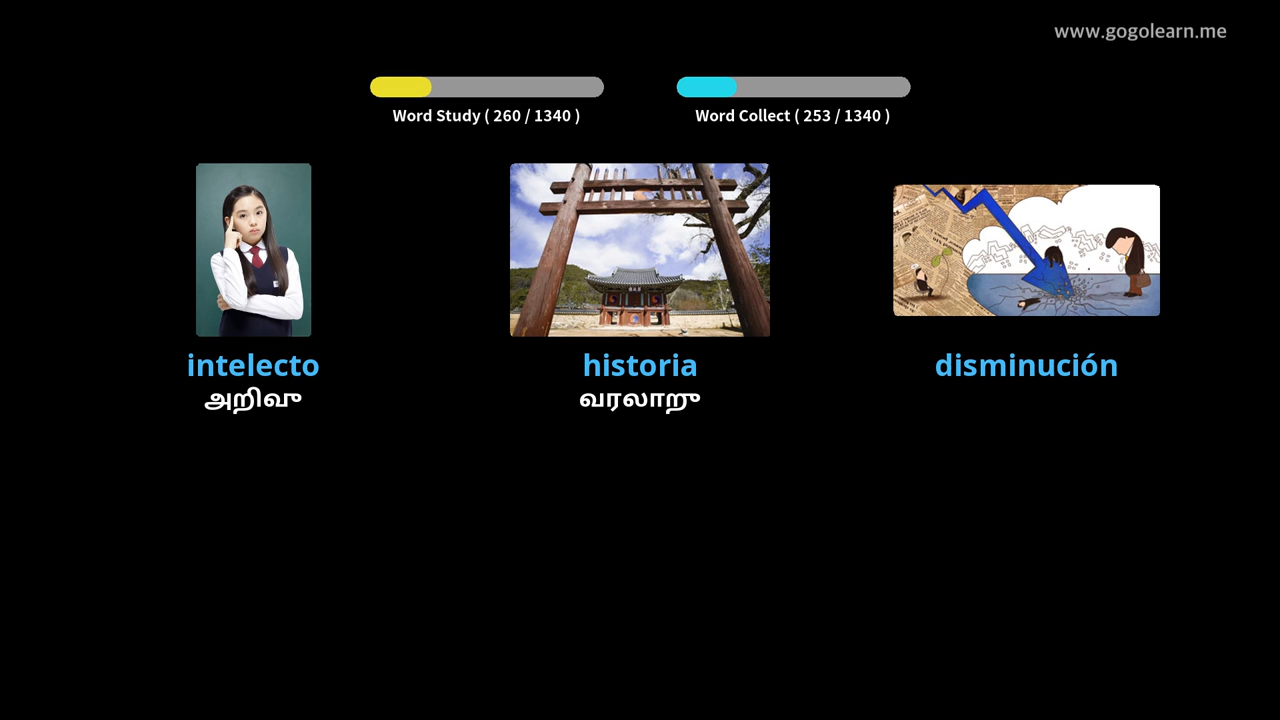 www.gogolearn.me
Word Study ( 260 / 1340 )
Word Collect ( 253 / 1340 )
intelecto
அறிவு
historia
வரலாறு
disminución